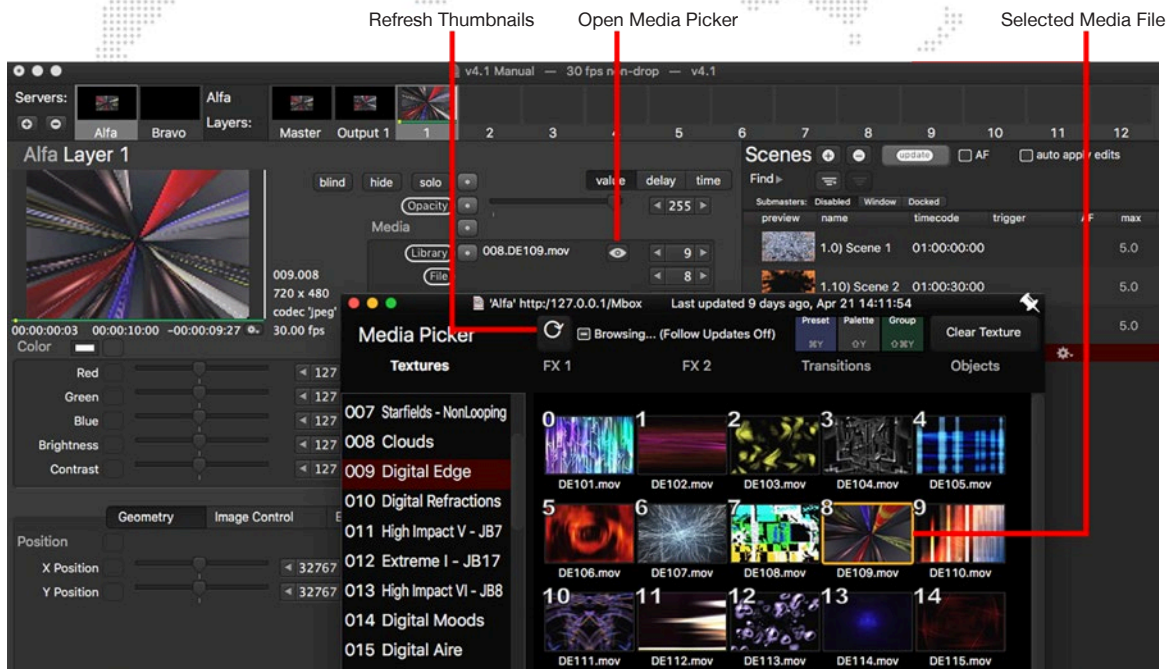 Refresh Thumbnails Open Media Picker Selected Media File
v4.1 Manual — 30 fps non-drop — v4.1
Servers: Alfa Layers:
Alfa Bravo Master Output 1 1 2 3 4 5 6 7 8 9 10 11 12
Alfa Layer 1
Scenes update AF auto apply edits
blind hide solo value delay time
Find
Opacity 255
Submasters: Disabled Window Docked
Media
preview name timecode trigger AF max
Library 008.DE109.mov 9
1.0) Scene 1 01:00:00:00 5.0
File 8
009.008
720 x 480
codec 'jpeg'
30.00 fps
1.10) Scene 2 01:00:30:00 5.0
5.0
00:00:00:03 00:00:10:00 -00:00:09:27
'Alfa' http:/127.0.0.1/Mbox Last updated 9 days ago, Apr 21 14:11:54
Media Picker Browsing... (Follow Updates Off) Preset Palette Group Clear Texture
⌘Y ⇧Y ⇧⌘Y
Textures FX 1 FX 2 Transitions Objects
Color
Red 127
Green 127
Blue 127
Brightness 127
Contrast 127
Geometry Image Control E
Position
X Position 32767
Y Position 32767
007 Starfields - NonLooping
008 Clouds
009 Digital Edge
010 Digital Refractions
011 High Impact V - JB7
012 Extreme I - JB17
013 High Impact VI - JB8
014 Digital Moods
015 Digital Aire
0 1 2 3 4
DE101.mov DE102.mov DE103.mov DE104.mov DE105.mov
5 6 7 8 9
DE106.mov DE107.mov DE108.mov DE109.mov DE110.mov
10 11 12 13 14
DE111.mov DE112.mov DE113.mov DE114.mov DE115.mov